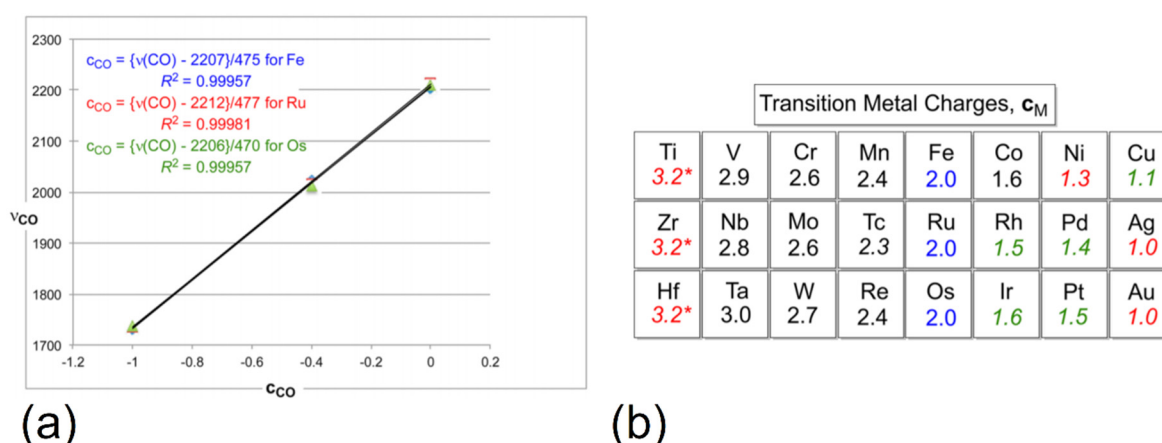 2300
2200
2100
2000
1900
1800
1700
νCO
cCO = {ν(CO) - 2207}/475 for Fe
R² = 0.99957
cCO = {ν(CO) - 2212}/477 for Ru
R² = 0.99981
cCO = {ν(CO) - 2206}/470 for Os
R² = 0.99957
-1.2 -1 -0.8 -0.6 -0.4 -0.2 0 0.2
cCO
(a)
Transition Metal Charges, cM
Ti V Cr Mn Fe Co Ni Cu
3.2* 2.9 2.6 2.4 2.0 1.6 1.3 1.1
Zr Nb Mo Tc Ru Rh Pd Ag
3.2* 2.8 2.6 2.3 2.0 1.5 1.4 1.0
Hf Ta W Re Os Ir Pt Au
3.2* 3.0 2.7 2.4 2.0 1.6 1.5 1.0
(b)